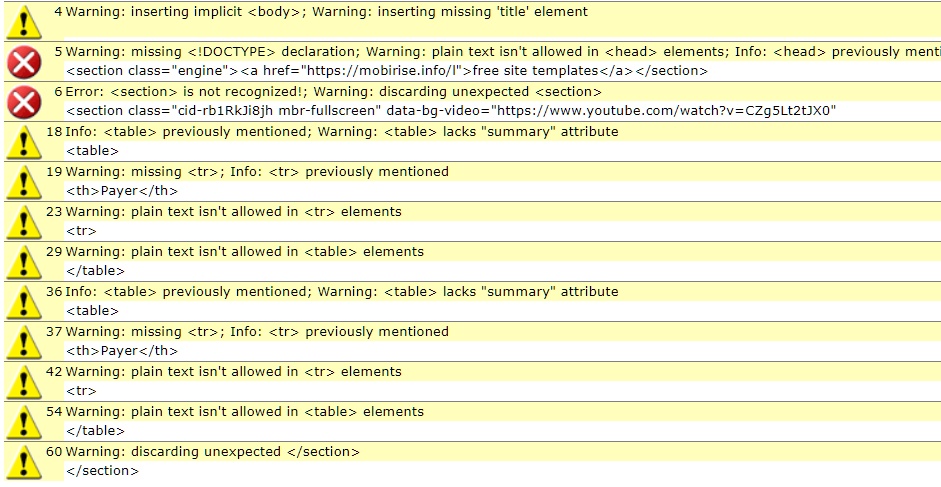 4 Warning: inserting implicit <body>; Warning: inserting missing 'title' element
5 Warning: missing <!DOCTYPE> declaration; Warning: plain text isn't allowed in <head> elements; Info: <head> previously menti
<section class="engine"><a href="https://mobirise.info/l">free site templates</a></section>
6 Error: <section> is not recognized!; Warning: discarding unexpected <section>
<section class="cid-rb1RkJi8jh mbr-fullscreen" data-bg-video="https://www.youtube.com/watch?v=CZg5Lt2tJX0"
18 Info: <table> previously mentioned; Warning: <table> lacks "summary" attribute
<table>
19 Warning: missing <tr>; Info: <tr> previously mentioned
<th>Payer</th>
23 Warning: plain text isn't allowed in <tr> elements
<tr>
29 Warning: plain text isn't allowed in <table> elements
</table>
36 Info: <table> previously mentioned; Warning: <table> lacks "summary" attribute
<table>
37 Warning: missing <tr>; Info: <tr> previously mentioned
<th>Payer</th>
42 Warning: plain text isn't allowed in <tr> elements
<tr>
54 Warning: plain text isn't allowed in <table> elements
</table>
60 Warning: discarding unexpected </section>
</section>